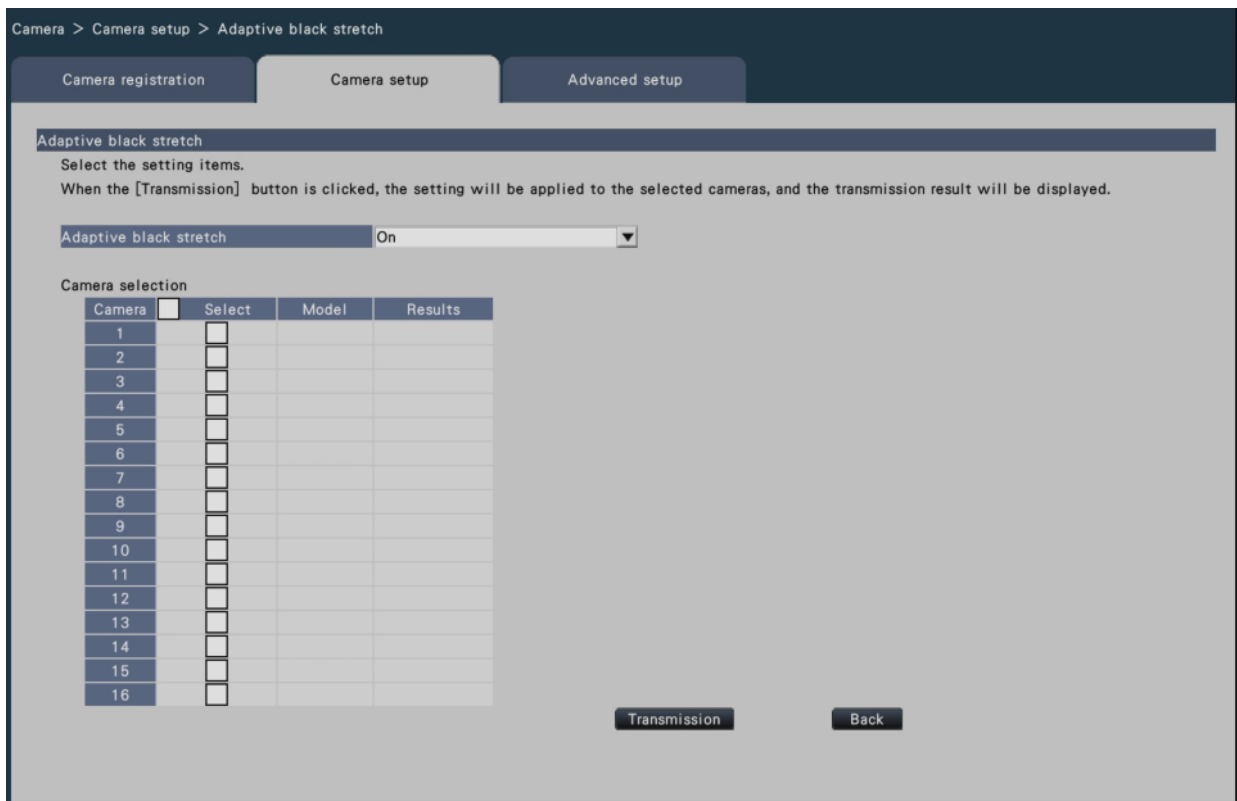 Camera > Camera setup > Adaptive black stretch
Camera registration Camera setup Advanced setup
Adaptive black stretch
Select the setting items.
When the [Transmission] button is clicked, the setting will be applied to the selected cameras, and the transmission result will be displayed.
Adaptive black stretch On
Camera selection
Camera Select Model Results
1
2
3
4
5
6
7
8
9
10
11
12
13
14
15
16
Transmission Back